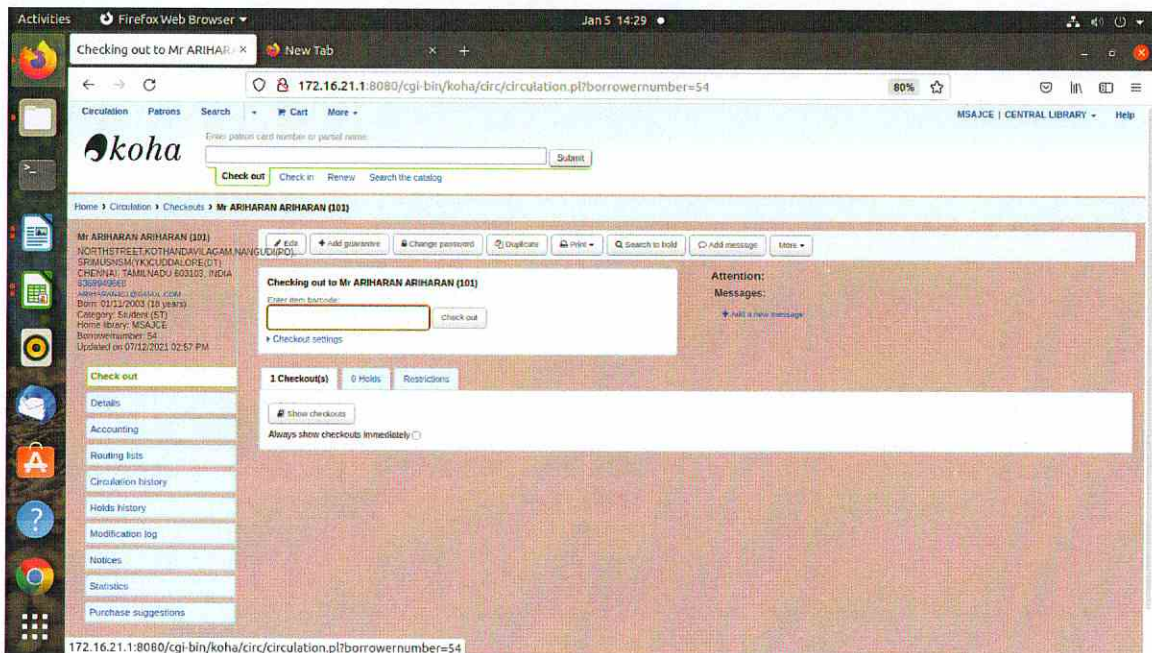 Activities Firefox Web Browser Jan 5 14:29
Checking out to Mr ARIHAR × New Tab × +
172.16.21.1:8080/cgi-bin/koha/circ/circulation.pl?borrowernumber=54 80%
Circulation Patrons Search Cart More MSAJCE | CENTRAL LIBRARY Help
koha
Enter patron card number or partial name:
Submit
Check out Check in Renew Search the catalog
Home › Circulation › Checkouts › Mr ARIHARAN ARIHARAN (101)
Mr ARIHARAN ARIHARAN (101)
NORTHSTREET,KOTHANDAVILAGAM,NANGUDI(PO),
SRIMUSNSM(YK)CUDDALORE(DT)
CHENNAI, TAMILNADU 603103, INDIA
Born: 01/11/2003 (18 years)
Category: Student (ST)
Home library: MSAJCE
Borrowernumber: 54
Updated on 07/12/2021 02:57 PM
Edit + Add guarantee Change password Duplicate Print Search to hold Add message More
Checking out to Mr ARIHARAN ARIHARAN (101)
Enter item barcode:
Check out
Checkout settings
Attention:
Messages:
+ Add a new message
1 Checkout(s) 0 Holds Restrictions
Show checkouts
Always show checkouts immediately
Check out
Details
Accounting
Routing lists
Circulation history
Holds history
Modification log
Notices
Statistics
Purchase suggestions
172.16.21.1:8080/cgi-bin/koha/circ/circulation.pl?borrowernumber=54